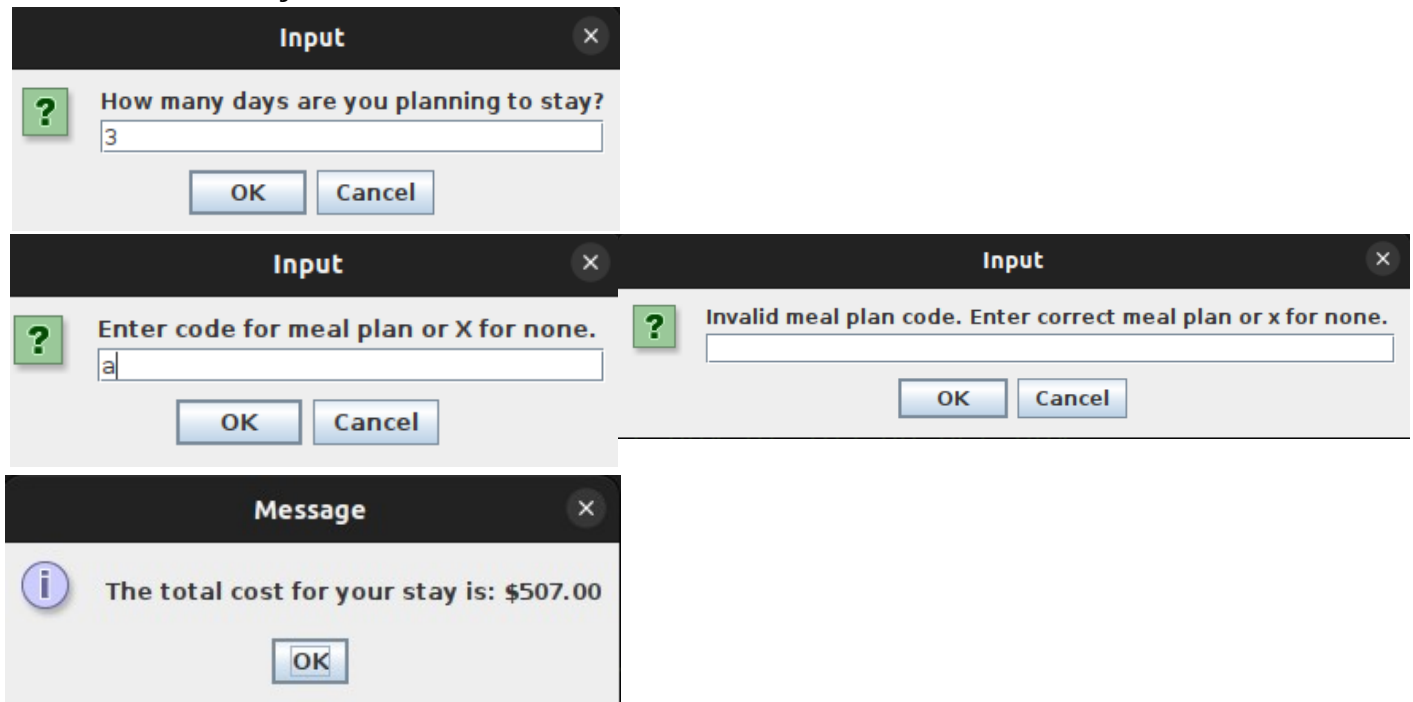 Input
×
?
How many days are you planning to stay?
3
OK Cancel
Input
×
?
Enter code for meal plan or X for none.
a
OK Cancel
Input
×
?
Invalid meal plan code. Enter correct meal plan or x for none.
OK Cancel
Message
×
i
The total cost for your stay is: $507.00
OK